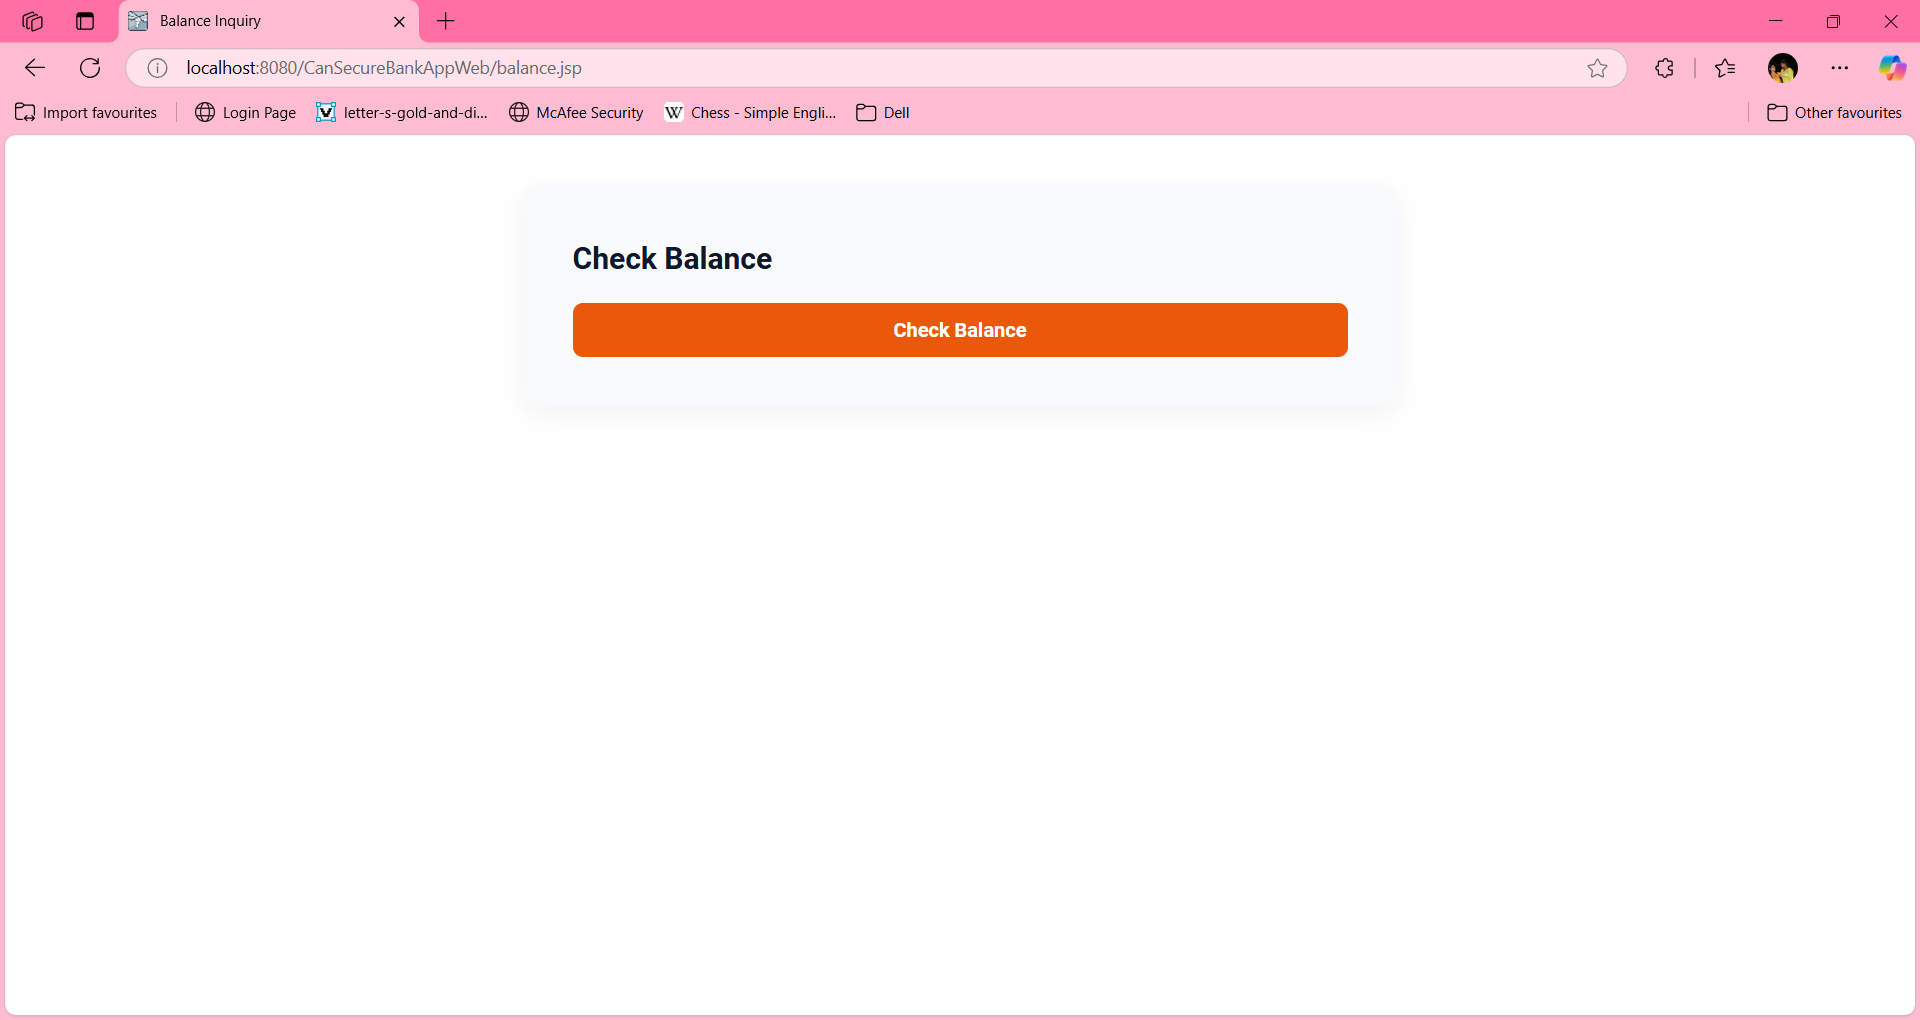 Balance Inquiry
localhost:8080/CanSecureBankAppWeb/balance.jsp
Import favourites
Login Page
letter-s-gold-and-di...
McAfee Security
W Chess - Simple Engli...
Dell
Other favourites
Check Balance
Check Balance